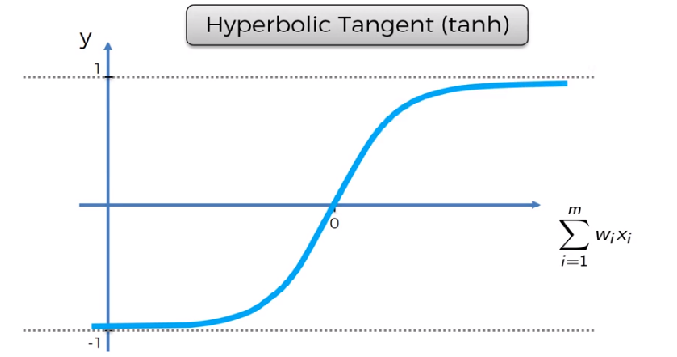 Hyperbolic Tangent (tanh)
y
1
0
m
∑ wᵢxᵢ
i=1
-1